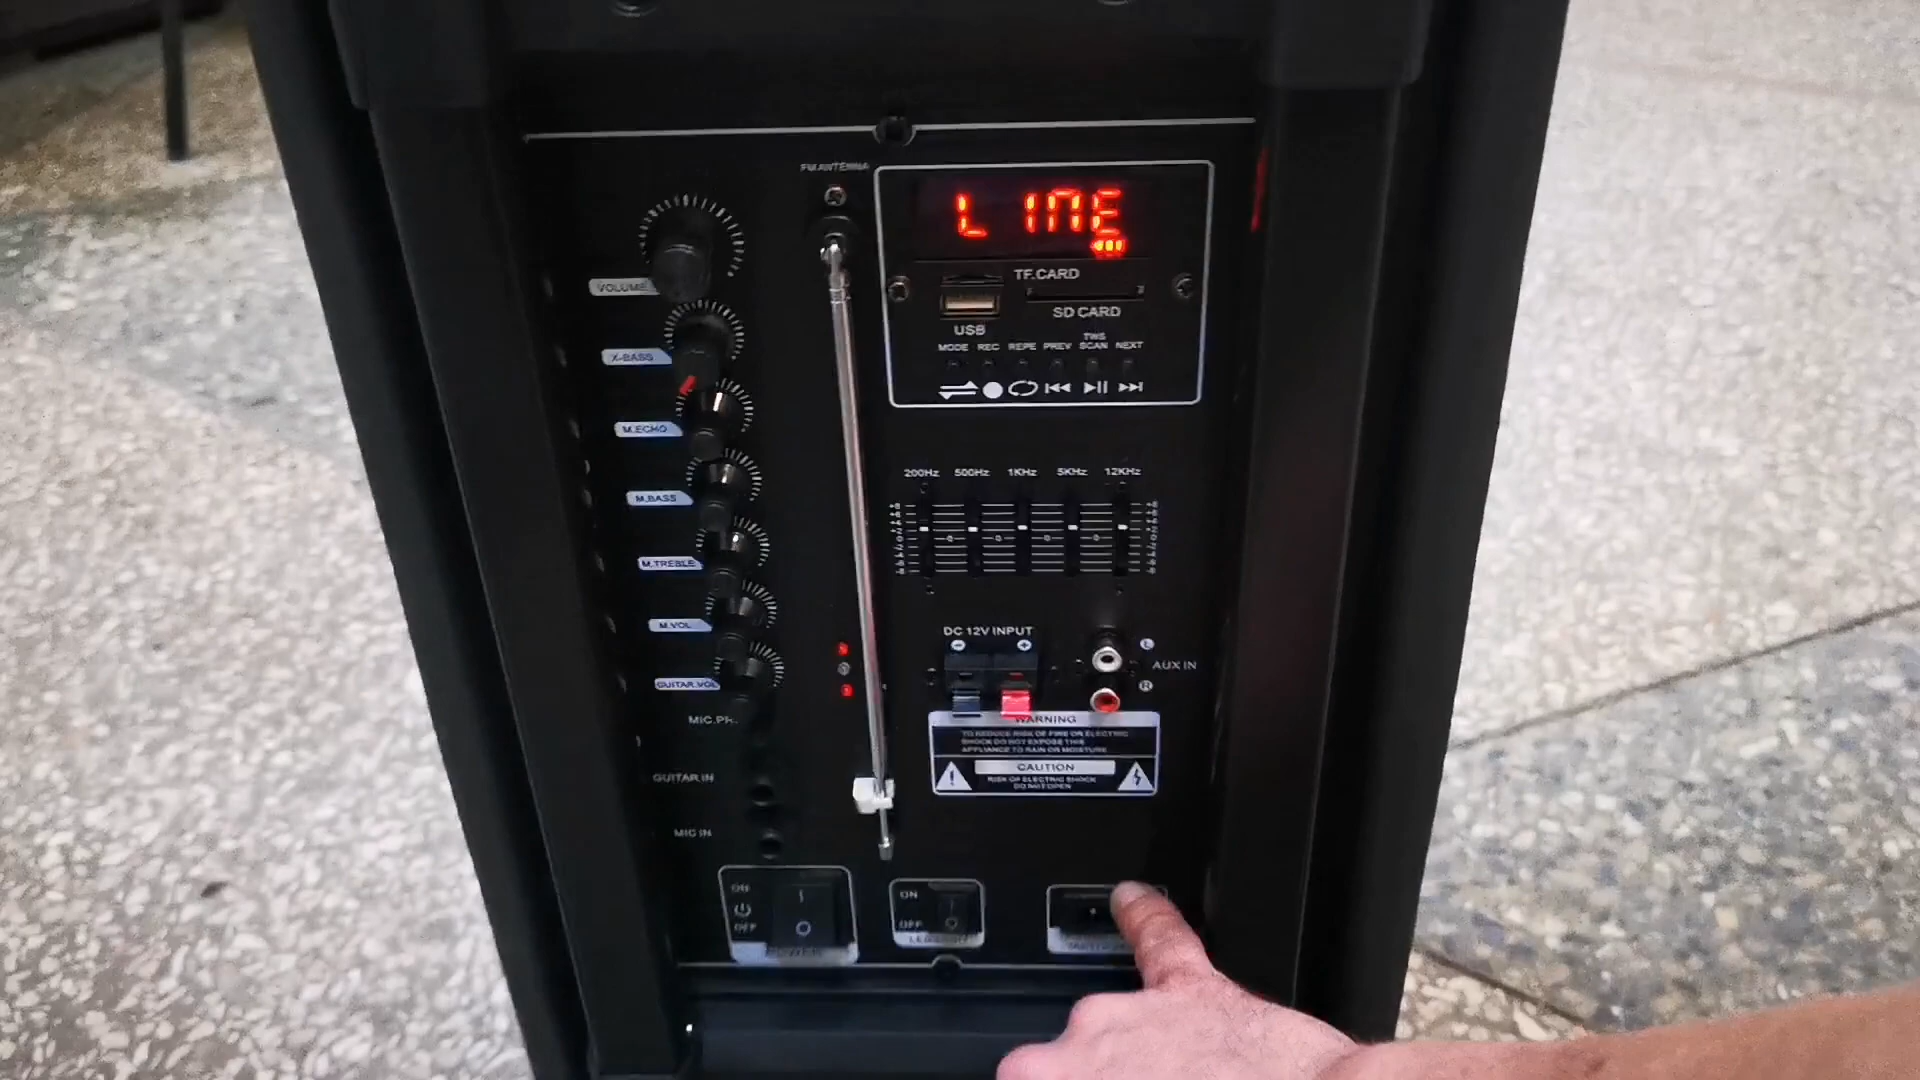 FM ANTENNA
LINE
TF.CARD
SD CARD
USB
MODE REC REPE PREV TWS SCAN NEXT
VOLUME
X-BASS
M.ECHO
M.BASS
M.TREBLE
M.VOL
GUITAR.VOL
MIC.PR
GUITAR.IN
MIC IN
200Hz 500Hz 1KHz 5KHz 12KHz
DC 12V INPUT
L
AUX IN
R
WARNING
TO REDUCE RISK OF FIRE OR ELECTRIC
SHOCK DO NOT EXPOSE THIS
APPLIANCE TO RAIN OR MOISTURE
CAUTION
RISK OF ELECTRIC SHOCK
DO NOT OPEN
ON
OFF
POWER
ON
OFF